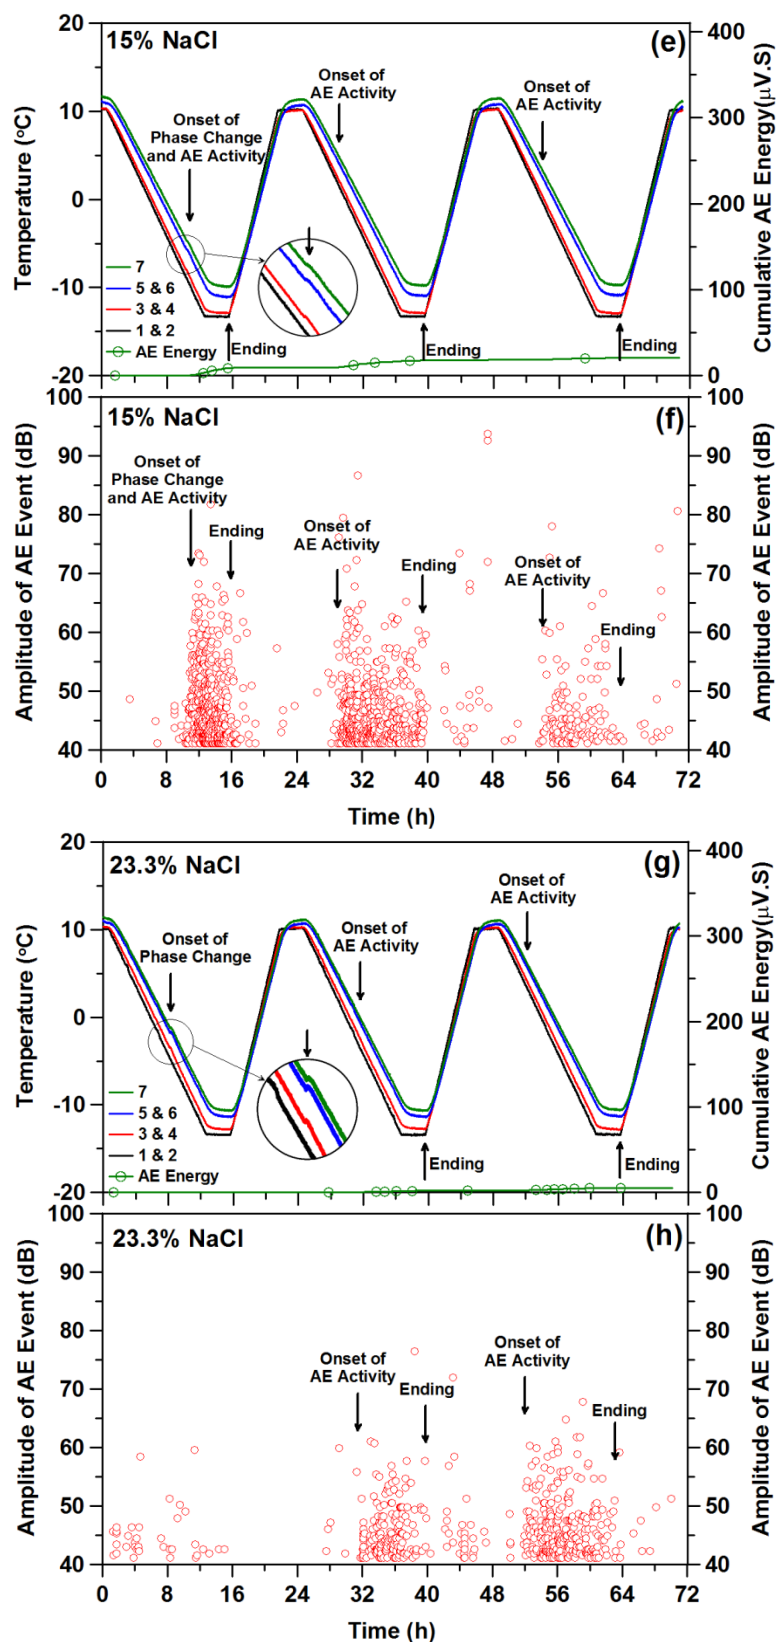 15% NaCl
(e)
20
10
0
-10
-20
400
300
200
100
0
Temperature (°C)
Cumulative AE Energy(μV.S)
Onset of
Phase Change
and AE Activity
Onset of
AE Activity
Onset of
AE Activity
7
5 & 6
3 & 4
1 & 2
AE Energy
Ending
Ending
Ending
15% NaCl
(f)
100
90
80
70
60
50
40
100
90
80
70
60
50
40
Amplitude of AE Event (dB)
Amplitude of AE Event (dB)
Onset of
Phase Change
and AE Activity
Ending
Onset of
AE Activity
Ending
Onset of
AE Activity
Ending
0 8 16 24 32 40 48 56 64 72
Time (h)
23.3% NaCl
(g)
20
10
0
-10
-20
400
300
200
100
0
Temperature (°C)
Cumulative AE Energy(μV.S)
Onset of
Phase Change
Onset of
AE Activity
Onset of
AE Activity
7
5 & 6
3 & 4
1 & 2
AE Energy
Ending
Ending
23.3% NaCl
(h)
100
90
80
70
60
50
40
100
90
80
70
60
50
40
Amplitude of AE Event (dB)
Amplitude of AE Event (dB)
Onset of
AE Activity
Ending
Onset of
AE Activity
Ending
0 8 16 24 32 40 48 56 64 72
Time (h)